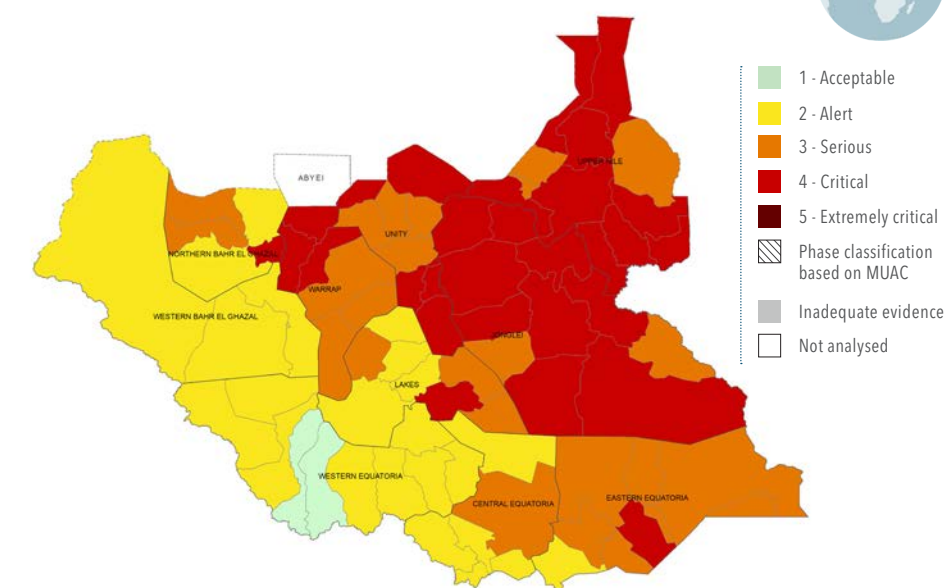 1 - Acceptable
2 - Alert
3 - Serious
4 - Critical
5 - Extremely critical
Phase classification
based on MUAC
Inadequate evidence
Not analysed
UPPER NILE
ABYEI
UNITY
NORTHERN BAHR EL GHAZAL
WARRAP
WESTERN BAHR EL GHAZAL
JONGLEI
LAKES
WESTERN EQUATORIA
CENTRAL EQUATORIA
EASTERN EQUATORIA